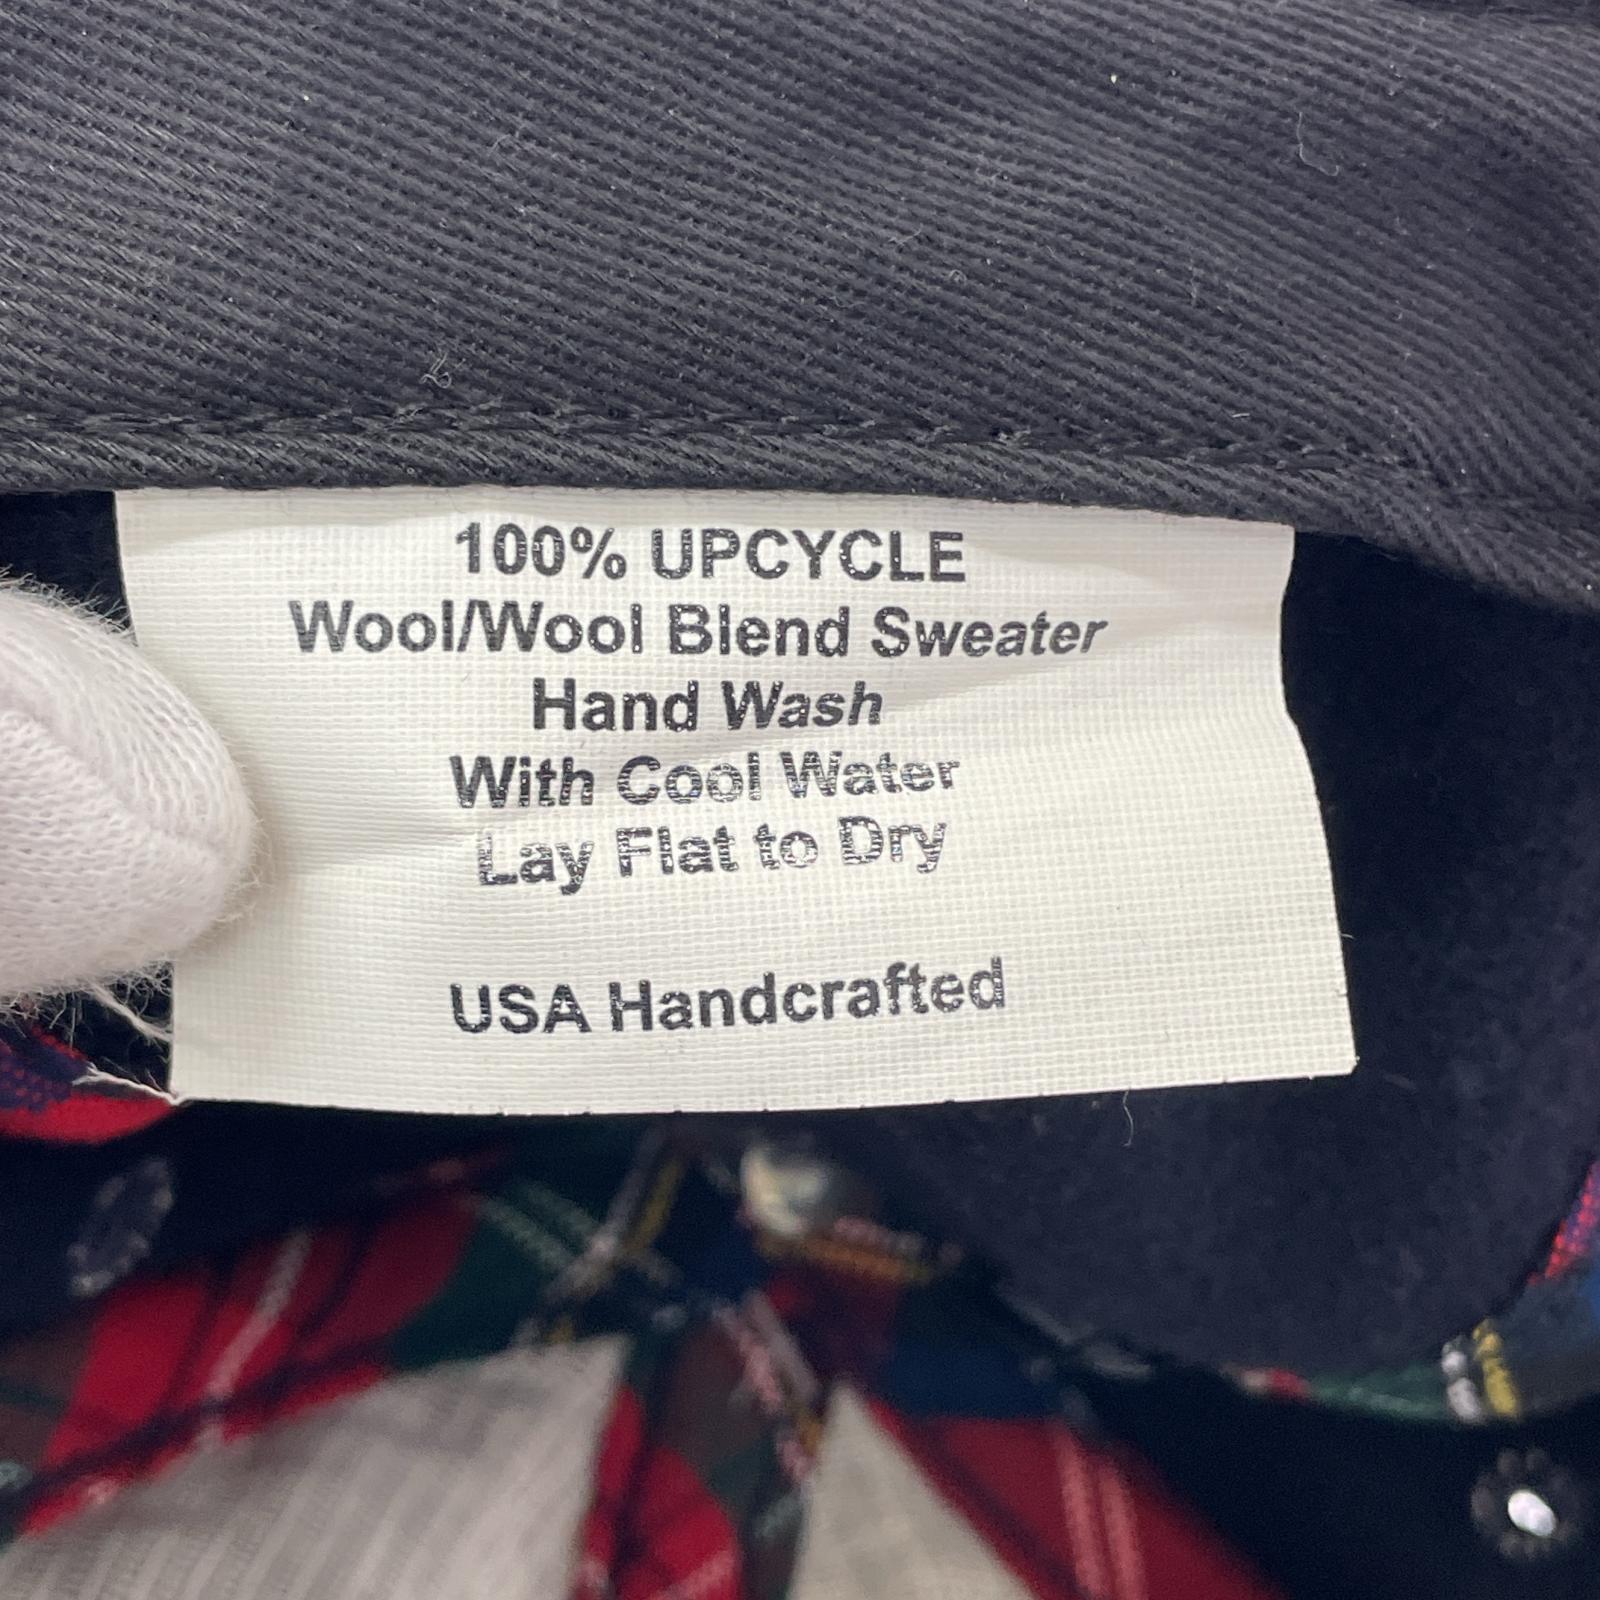 100% UPCYCLE
Wool/Wool Blend Sweater
Hand Wash
With Cool Water
Lay Flat to Dry
USA Handcrafted